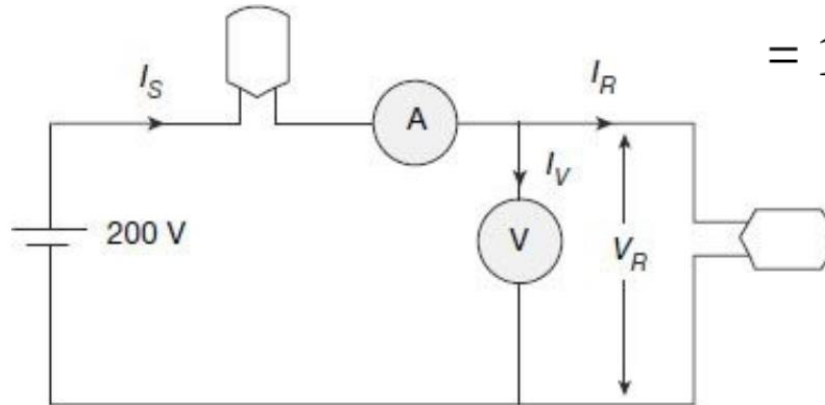 = 1
I_S
A
I_R
I_V
200 V
V
V_R